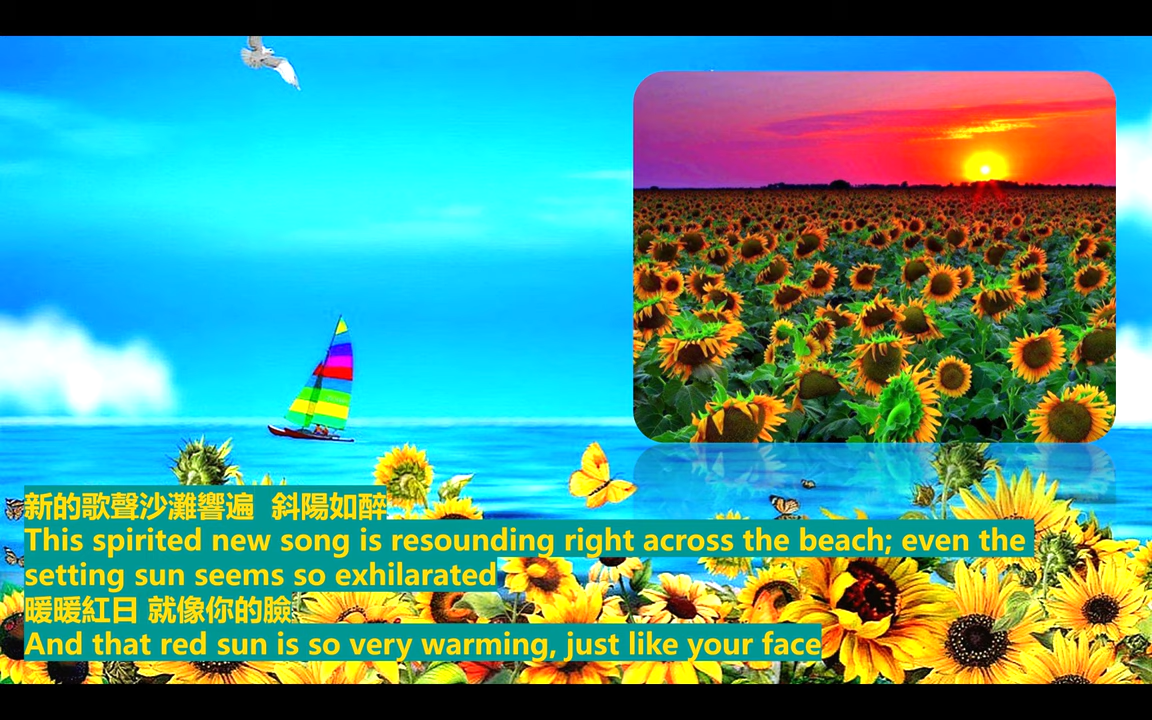 新的歌聲沙灘響遍  斜陽如醉
This spirited new song is resounding right across the beach; even the
setting sun seems so exhilarated
暖暖紅日 就像你的臉
And that red sun is so very warming, just like your face